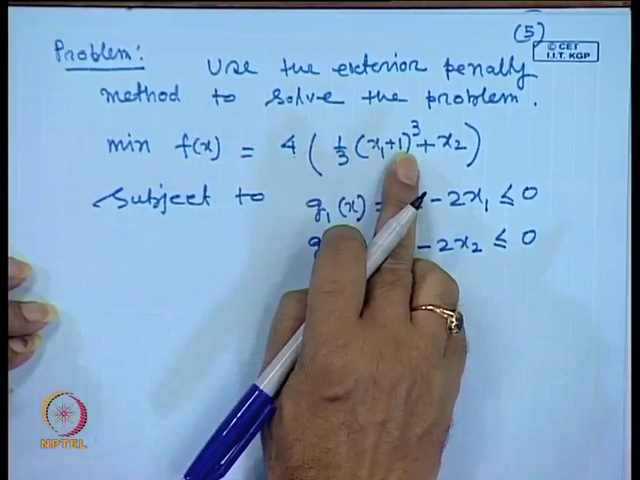 (5)
© CET
I.I.T. KGP
Problem:
Use the exterior penalty
method to solve the problem.
min f(x) = 4 ( 1/3 (x₁+1)³ + x₂ )
Subject to g₁(x) = - 2x₁ ≤ 0
g - 2x₂ ≤ 0
NPTEL